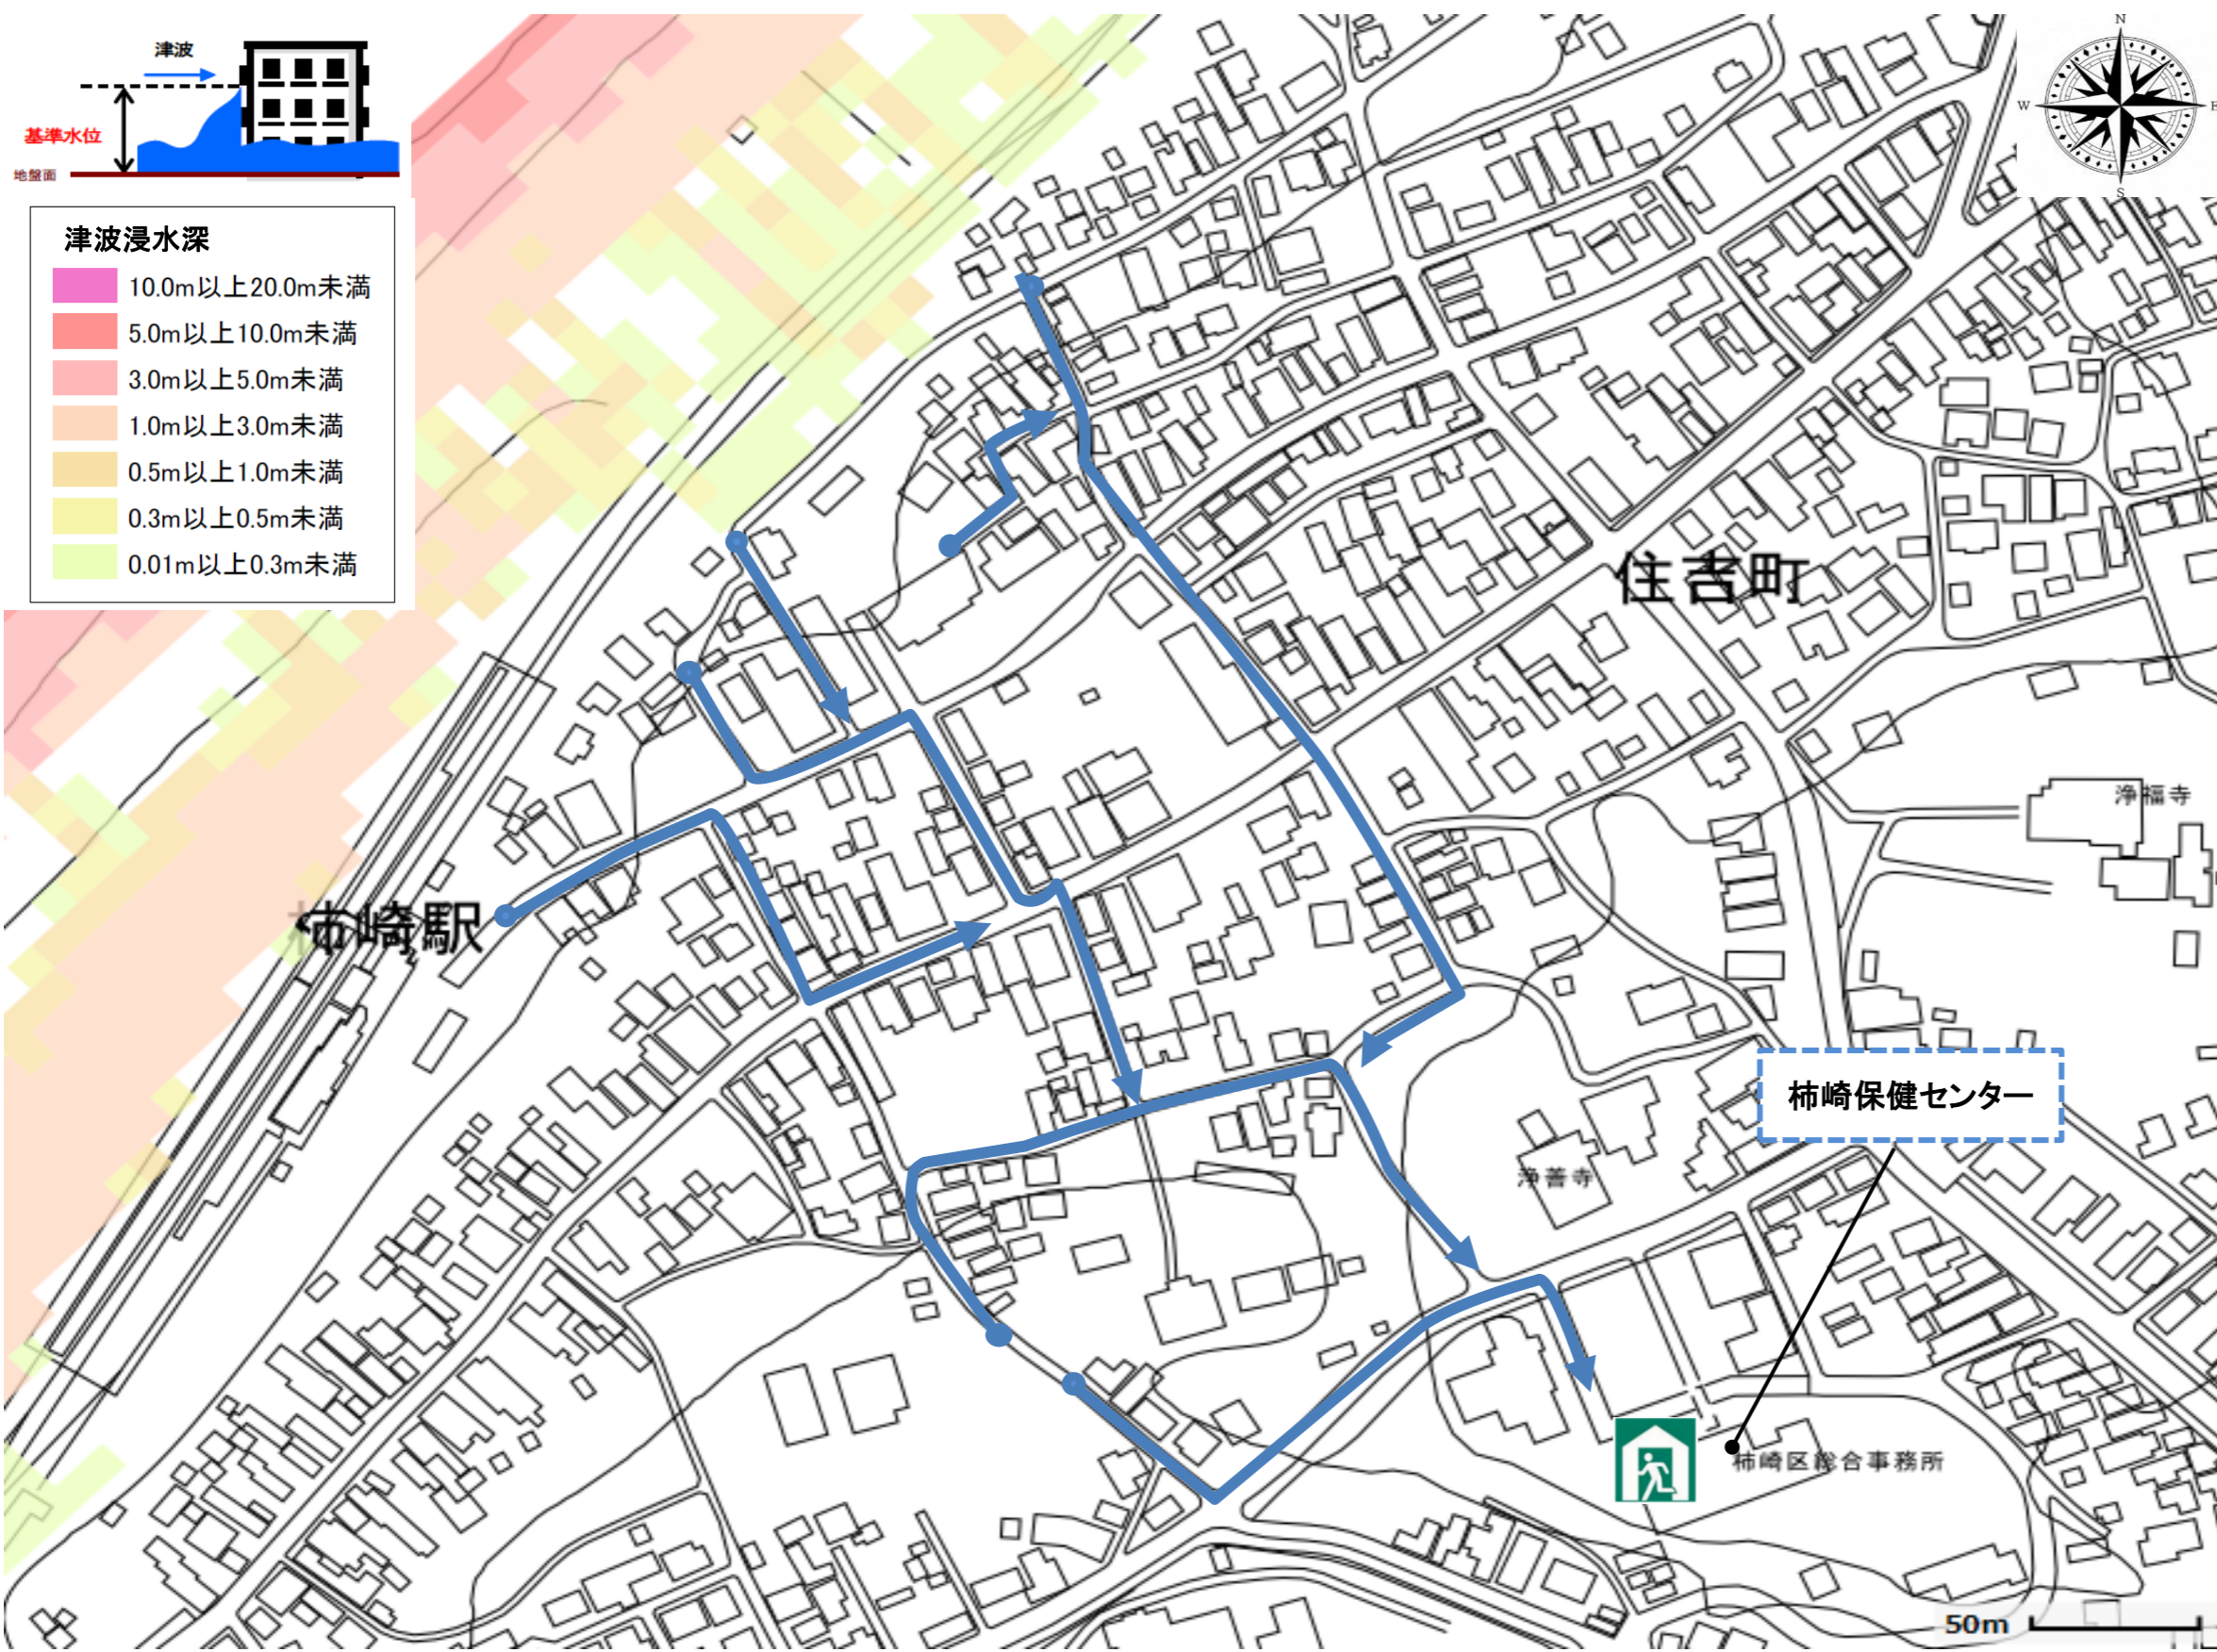 津波
基準水位
地盤面
津波浸水深
10.0m以上20.0m未満
5.0m以上10.0m未満
3.0m以上5.0m未満
1.0m以上3.0m未満
0.5m以上1.0m未満
0.3m以上0.5m未満
0.01m以上0.3m未満
N
W
E
S
住吉町
浄福寺
柿崎駅
柿崎保健センター
浄善寺
柿崎区総合事務所
50m